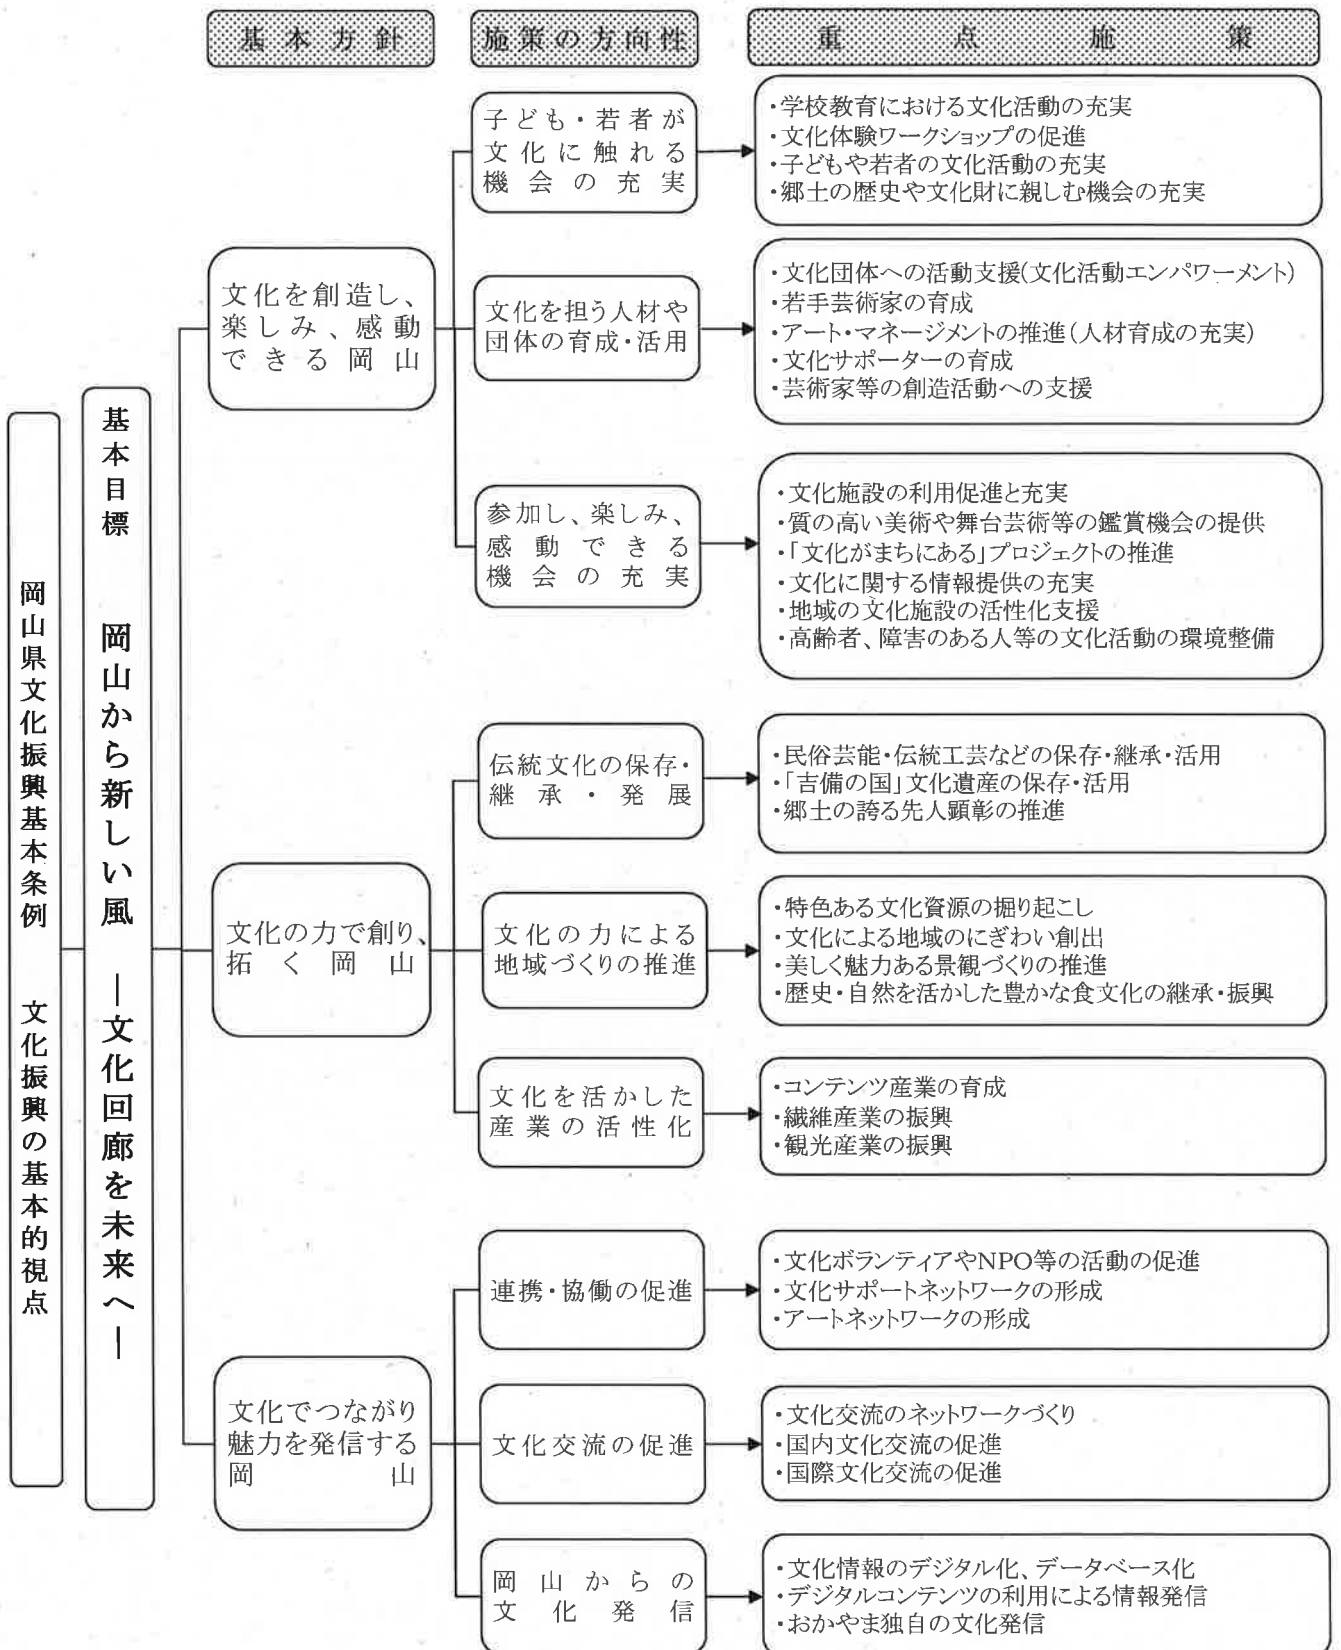 基本方針
施策の方向性
重点施策
岡山県文化振興基本条例　文化振興の基本的視点
基本目標　岡山から新しい風　―文化回廊を未来へ―
文化を創造し、
楽しみ、感動
できる岡山
子ども・若者が
文化に触れる
機会の充実
・学校教育における文化活動の充実
・文化体験ワークショップの促進
・子どもや若者の文化活動の充実
・郷土の歴史や文化財に親しむ機会の充実
文化を担う人材や
団体の育成・活用
・文化団体への活動支援(文化活動エンパワーメント)
・若手芸術家の育成
・アート・マネージメントの推進(人材育成の充実)
・文化サポーターの育成
・芸術家等の創造活動への支援
参加し、楽しみ、
感動できる
機会の充実
・文化施設の利用促進と充実
・質の高い美術や舞台芸術等の鑑賞機会の提供
・「文化がまちにある」プロジェクトの推進
・文化に関する情報提供の充実
・地域の文化施設の活性化支援
・高齢者、障害のある人等の文化活動の環境整備
文化の力で創り、
拓く岡山
伝統文化の保存・
継承・発展
・民俗芸能・伝統工芸などの保存・継承・活用
・「吉備の国」文化遺産の保存・活用
・郷土の誇る先人顕彰の推進
文化の力による
地域づくりの推進
・特色ある文化資源の掘り起こし
・文化による地域のにぎわい創出
・美しく魅力ある景観づくりの推進
・歴史・自然を活かした豊かな食文化の継承・振興
文化を活かした
産業の活性化
・コンテンツ産業の育成
・繊維産業の振興
・観光産業の振興
文化でつながり
魅力を発信する
岡山
連携・協働の促進
・文化ボランティアやNPO等の活動の促進
・文化サポートネットワークの形成
・アートネットワークの形成
文化交流の促進
・文化交流のネットワークづくり
・国内文化交流の促進
・国際文化交流の促進
岡山からの
文化発信
・文化情報のデジタル化、データベース化
・デジタルコンテンツの利用による情報発信
・おかやま独自の文化発信